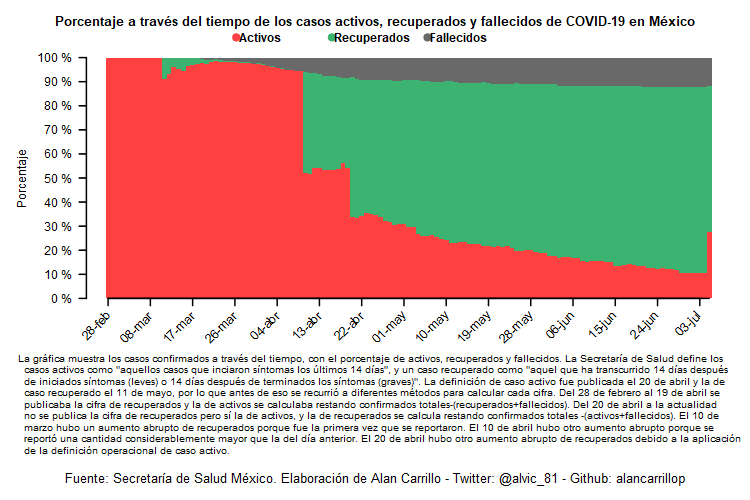 Porcentaje a través del tiempo de los casos activos, recuperados y fallecidos de COVID-19 en México
Activos Recuperados Fallecidos
Porcentaje
100 %
90 %
80 %
70 %
60 %
50 %
40 %
30 %
20 %
10 %
0 %
28-feb 08-mar 17-mar 26-mar 04-abr 13-abr 22-abr 01-may 10-may 19-may 28-may 06-jun 15-jun 24-jun 03-jul
La gráfica muestra los casos confirmados a través del tiempo, con el porcentaje de activos, recuperados y fallecidos. La Secretaría de Salud define los
casos activos como "aquellos casos que inciaron síntomas los últimos 14 días", y un caso recuperado como "aquel que ha transcurrido 14 días después
de iniciados síntomas (leves) o 14 días después de terminados los síntomas (graves)". La definición de caso activo fue publicada el 20 de abril y la de
caso recuperado el 11 de mayo, por lo que antes de eso se recurrió a diferentes métodos para calcular cada cifra. Del 28 de febrero al 19 de abril se
publicaba la cifra de recuperados y la de activos se calculaba restando confirmados totales-(recuperados+fallecidos). Del 20 de abril a la actualidad
no se publica la cifra de recuperados pero sí la de activos, y la de recuperados se calcula restando confirmados totales -(activos+fallecidos). El 10 de
marzo hubo un aumento abrupto de recuperados porque fue la primera vez que se reportaron. El 10 de abril hubo otro aumento abrupto porque se
reportó una cantidad considerablemente mayor que la del día anterior. El 20 de abril hubo otro aumento abrupto de recuperados debido a la aplicación
de la definición operacional de caso activo.
Fuente: Secretaría de Salud México. Elaboración de Alan Carrillo - Twitter: @alvic_81 - Github: alancarrillop